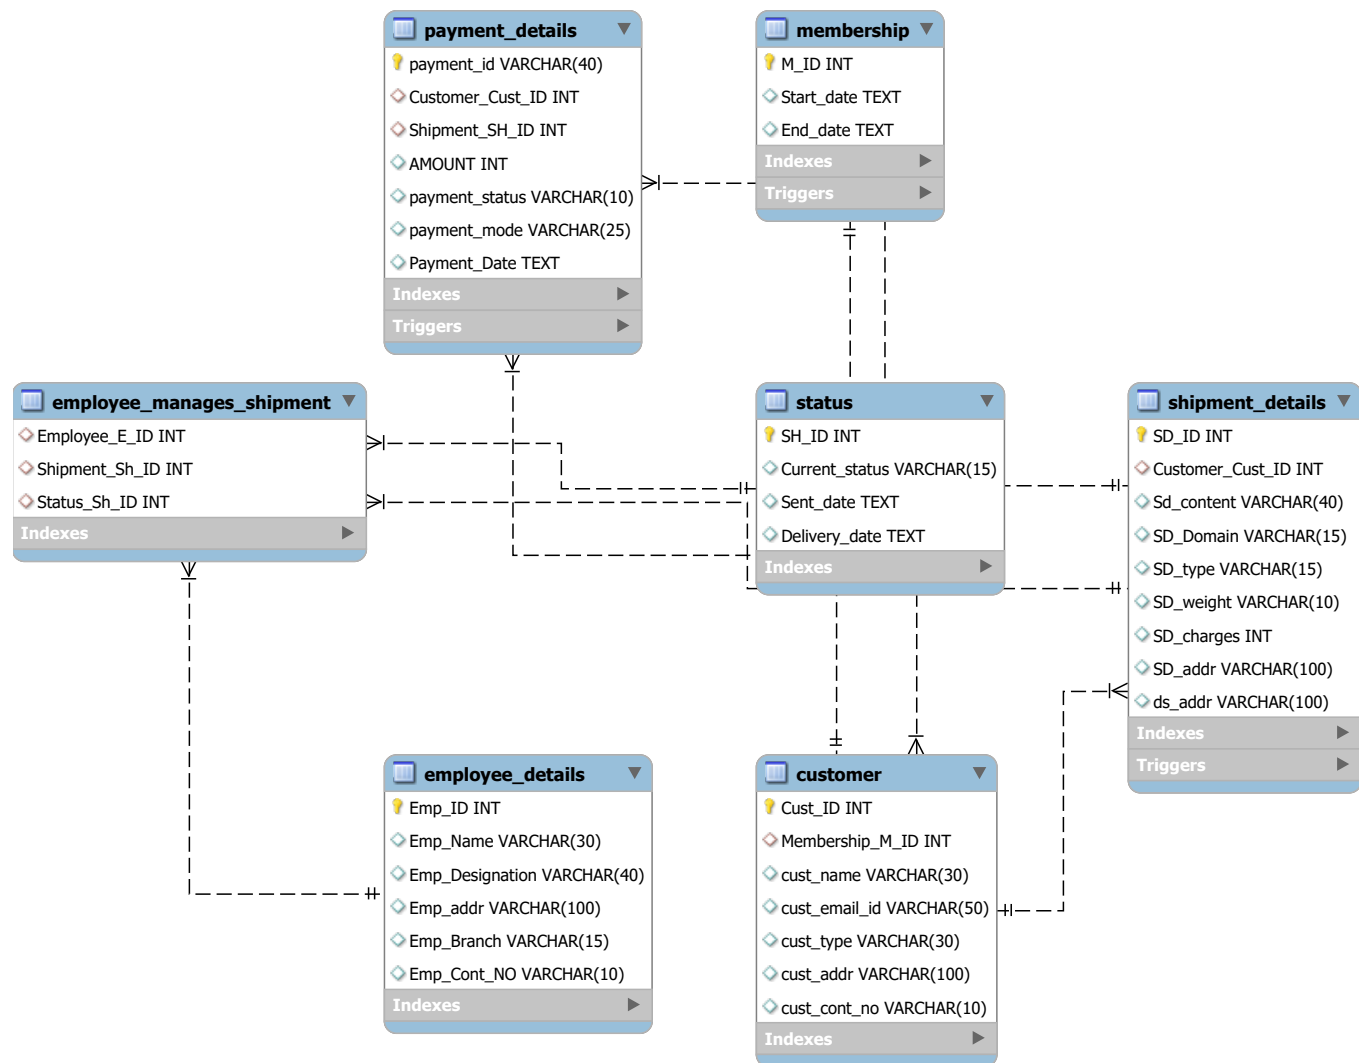 payment_details
payment_id VARCHAR(40)
Customer_Cust_ID INT
Shipment_SH_ID INT
AMOUNT INT
payment_status VARCHAR(10)
payment_mode VARCHAR(25)
Payment_Date TEXT
Indexes
Triggers
membership
M_ID INT
Start_date TEXT
End_date TEXT
Indexes
Triggers
employee_manages_shipment
Employee_E_ID INT
Shipment_Sh_ID INT
Status_Sh_ID INT
Indexes
status
SH_ID INT
Current_status VARCHAR(15)
Sent_date TEXT
Delivery_date TEXT
Indexes
shipment_details
SD_ID INT
Customer_Cust_ID INT
Sd_content VARCHAR(40)
SD_Domain VARCHAR(15)
SD_type VARCHAR(15)
SD_weight VARCHAR(10)
SD_charges INT
SD_addr VARCHAR(100)
ds_addr VARCHAR(100)
Indexes
Triggers
employee_details
Emp_ID INT
Emp_Name VARCHAR(30)
Emp_Designation VARCHAR(40)
Emp_addr VARCHAR(100)
Emp_Branch VARCHAR(15)
Emp_Cont_NO VARCHAR(10)
Indexes
customer
Cust_ID INT
Membership_M_ID INT
cust_name VARCHAR(30)
cust_email_id VARCHAR(50)
cust_type VARCHAR(30)
cust_addr VARCHAR(100)
cust_cont_no VARCHAR(10)
Indexes